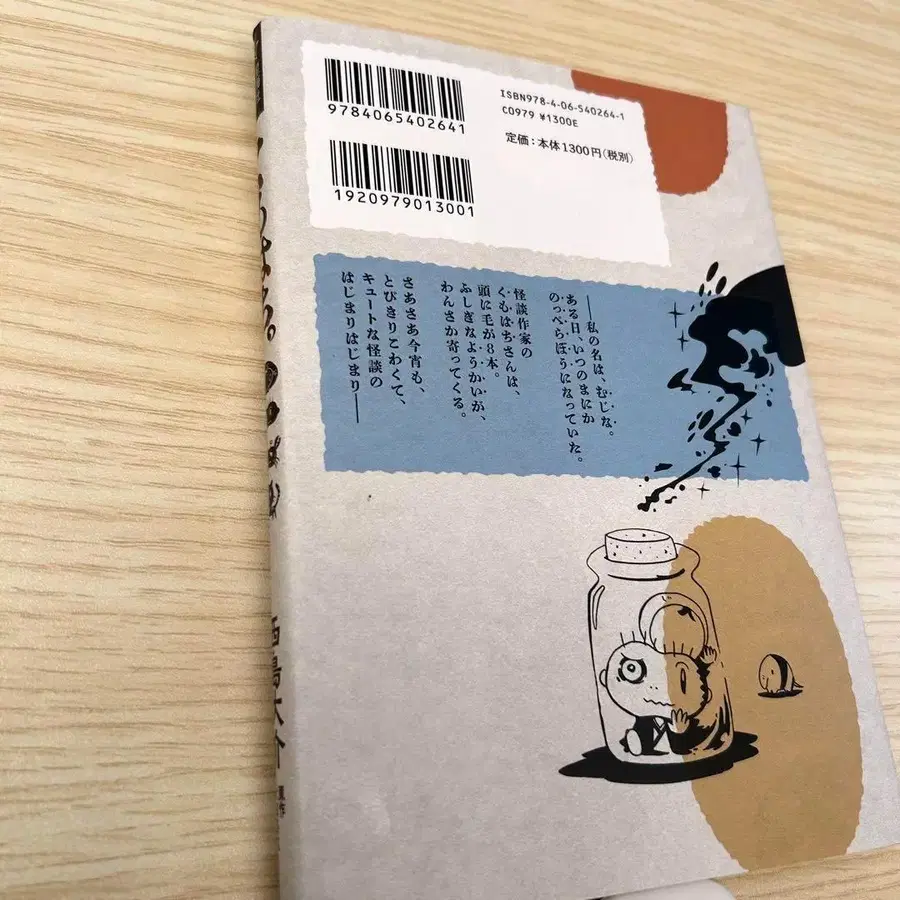 9784065402641
1920979013001
ISBN978-4-06-540264-1
C0979 ¥1300E
定価：本体1300円（税別）
――私の名は、むじな。
ある日、いつのまにか
のっぺらぼうになっていた。
怪談作家の
くもはちさんは、
頭に毛が8本。
ふしぎなようかいが、
わんさか寄ってくる。
さあさあ今宵も、
とびきりこわくて、
キュートな怪談の
はじまりはじまり――
西島大介